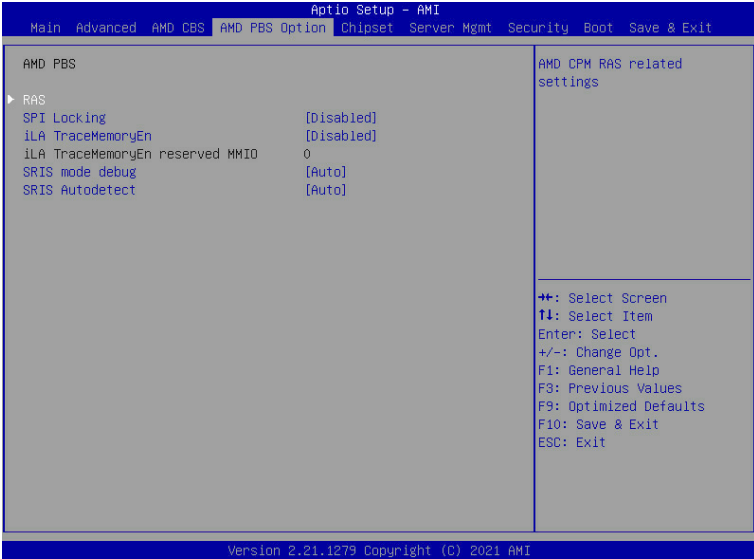 Aptio Setup – AMI
Main Advanced AMD CBS AMD PBS Option Chipset Server Mgmt Security Boot Save & Exit
AMD PBS
RAS
SPI Locking [Disabled]
iLA TraceMemoryEn [Disabled]
iLA TraceMemoryEn reserved MMIO 0
SRIS mode debug [Auto]
SRIS Autodetect [Auto]
AMD CPM RAS related
settings
→←: Select Screen
↑↓: Select Item
Enter: Select
+/-: Change Opt.
F1: General Help
F3: Previous Values
F9: Optimized Defaults
F10: Save & Exit
ESC: Exit
Version 2.21.1279 Copyright (C) 2021 AMI